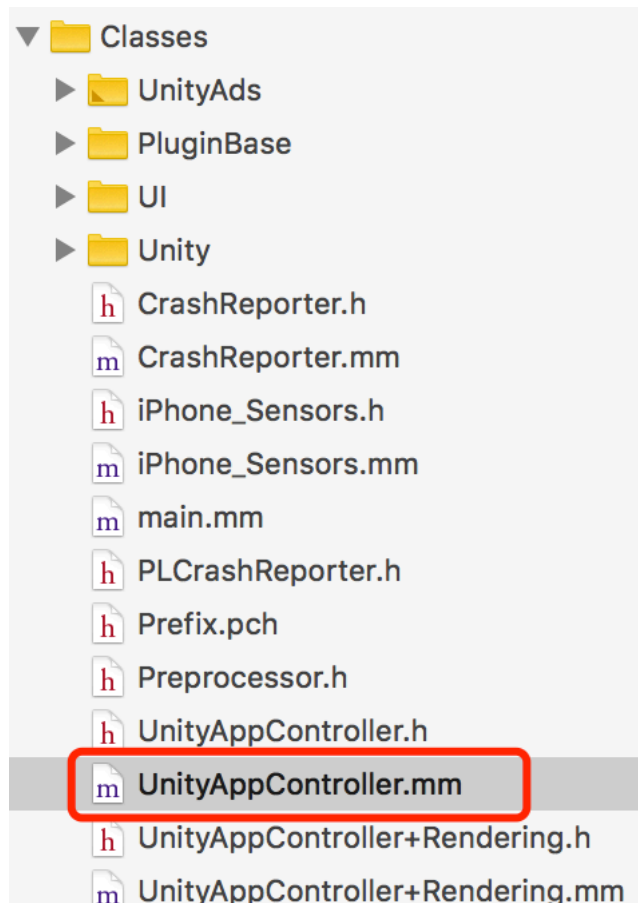 Classes
UnityAds
PluginBase
UI
Unity
h CrashReporter.h
m CrashReporter.mm
h iPhone_Sensors.h
m iPhone_Sensors.mm
m main.mm
h PLCrashReporter.h
h Prefix.pch
h Preprocessor.h
h UnityAppController.h
m UnityAppController.mm
h UnityAppController+Rendering.h
m UnityAppController+Rendering.mm